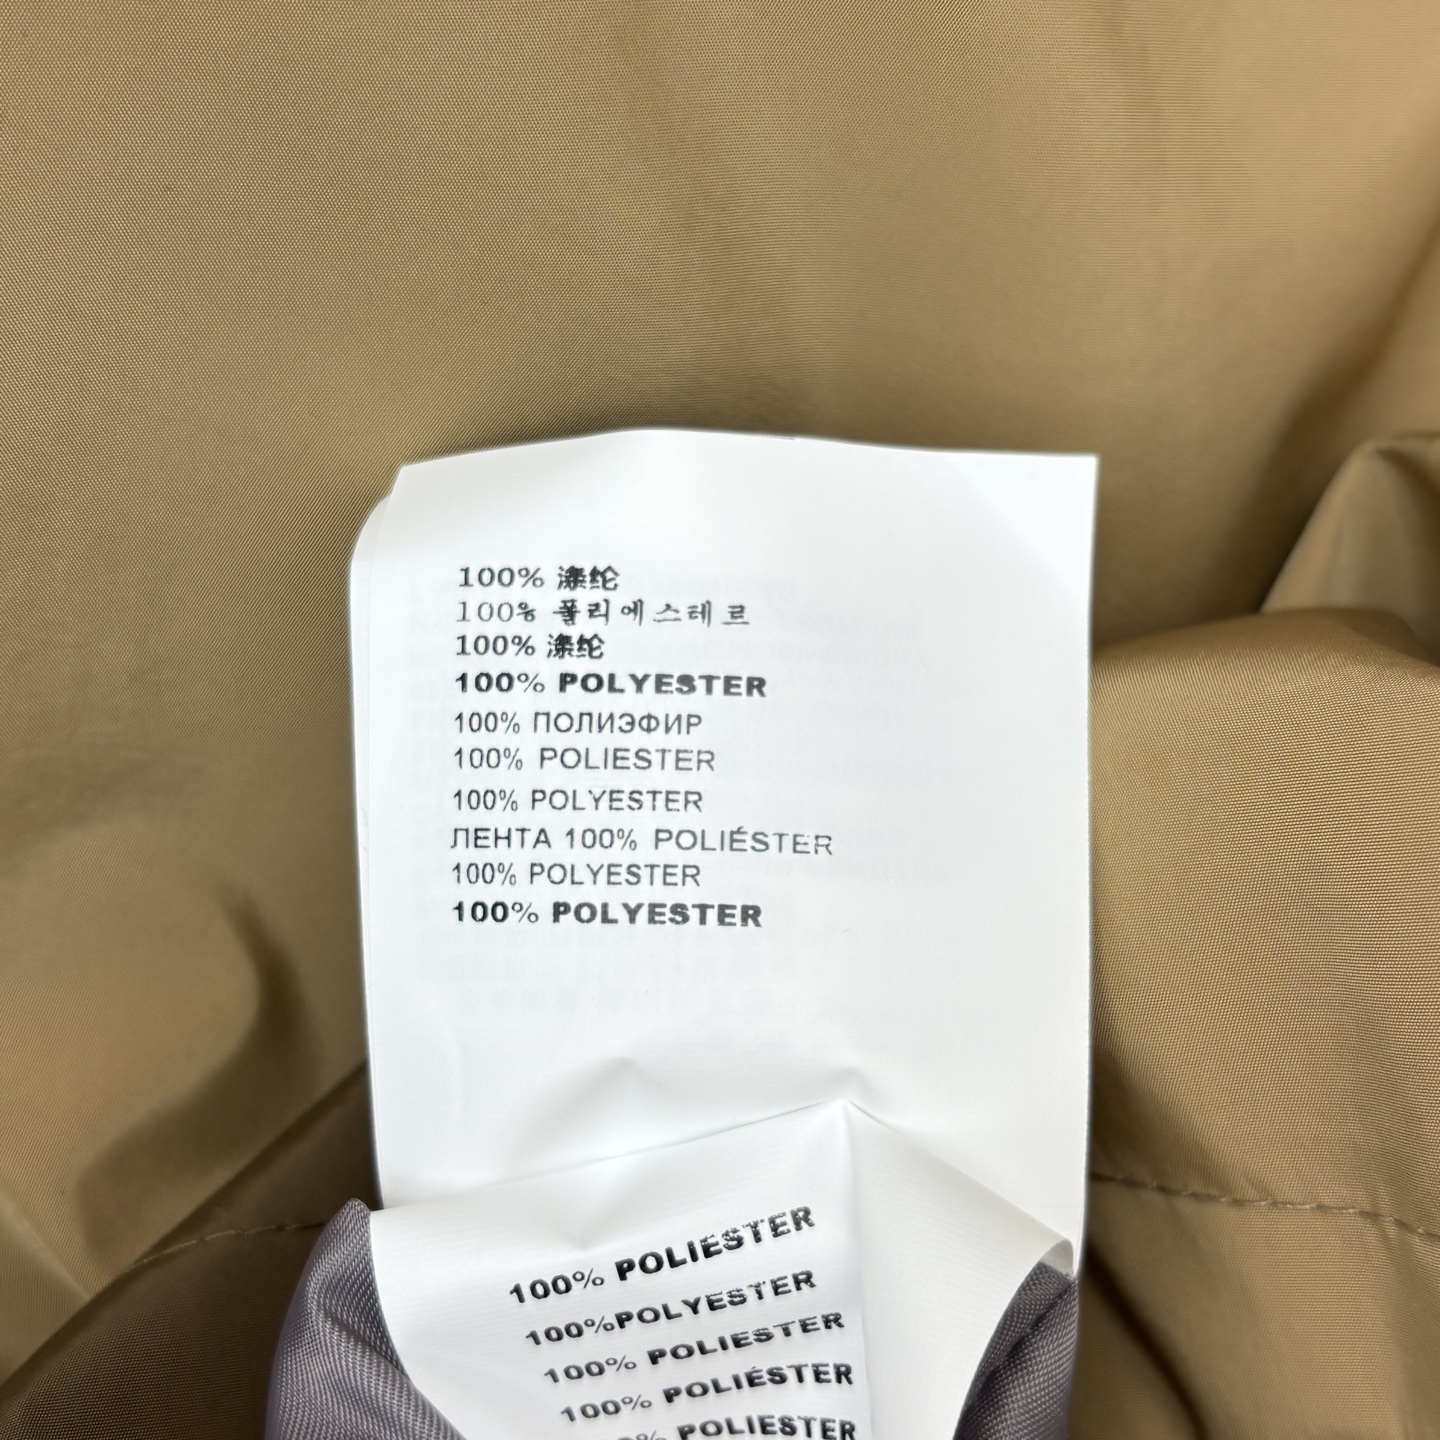 100% 涤纶
100% 폴리에스테르
100% 涤纶
100% POLYESTER
100% ПОЛИЭФИР
100% POLIESTER
100% POLYESTER
ЛЕНТА 100% POLIÉSTER
100% POLYESTER
100% POLYESTER
100% POLIESTER
100%POLYESTER
100% POLIESTER
100% POLIÉSTER
% POLIESTER